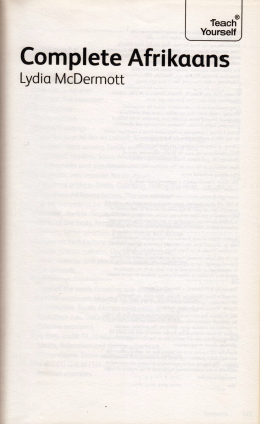 Teach®
Yourself
Complete Afrikaans
Lydia McDermott